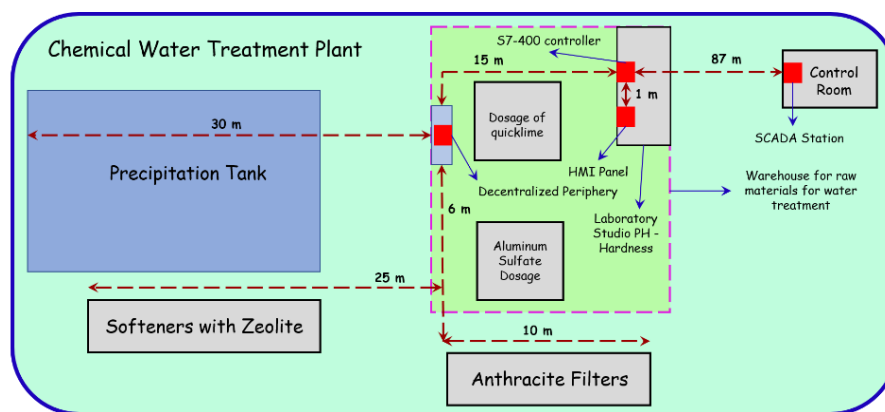 Chemical Water Treatment Plant
S7-400 controller
15 m
87 m
Control
Room
1 m
30 m
Dosage of
quicklime
Precipitation Tank
SCADA Station
HMI Panel
Decentralized Periphery
Warehouse for raw
materials for water
treatment
6 m
Laboratory
Studio PH -
Hardness
Aluminum
Sulfate
Dosage
25 m
Softeners with Zeolite
10 m
Anthracite Filters